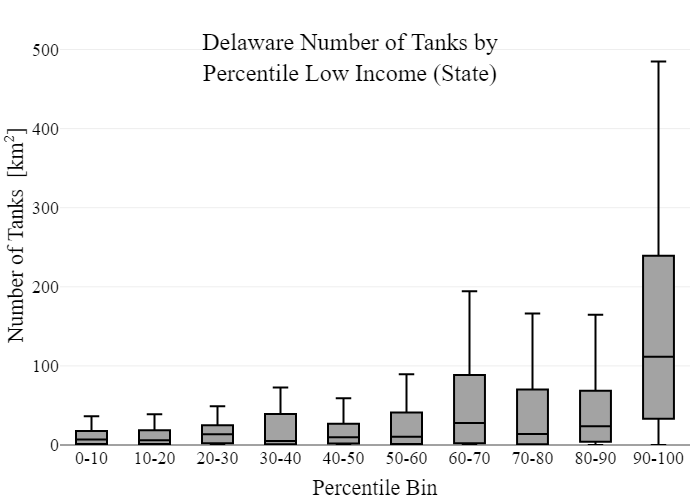 Delaware Number of Tanks by
Percentile Low Income (State)
Number of Tanks [km²]
500
400
300
200
100
0
0-10 10-20 20-30 30-40 40-50 50-60 60-70 70-80 80-90 90-100
Percentile Bin